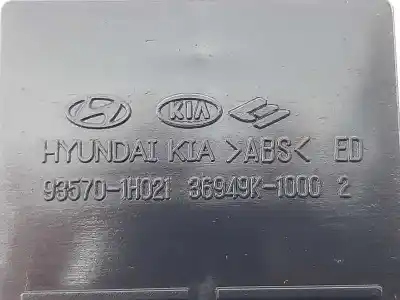 KIA
HYUNDAI KIA >ABS< ED
93570-1H021 36949K-1000 2